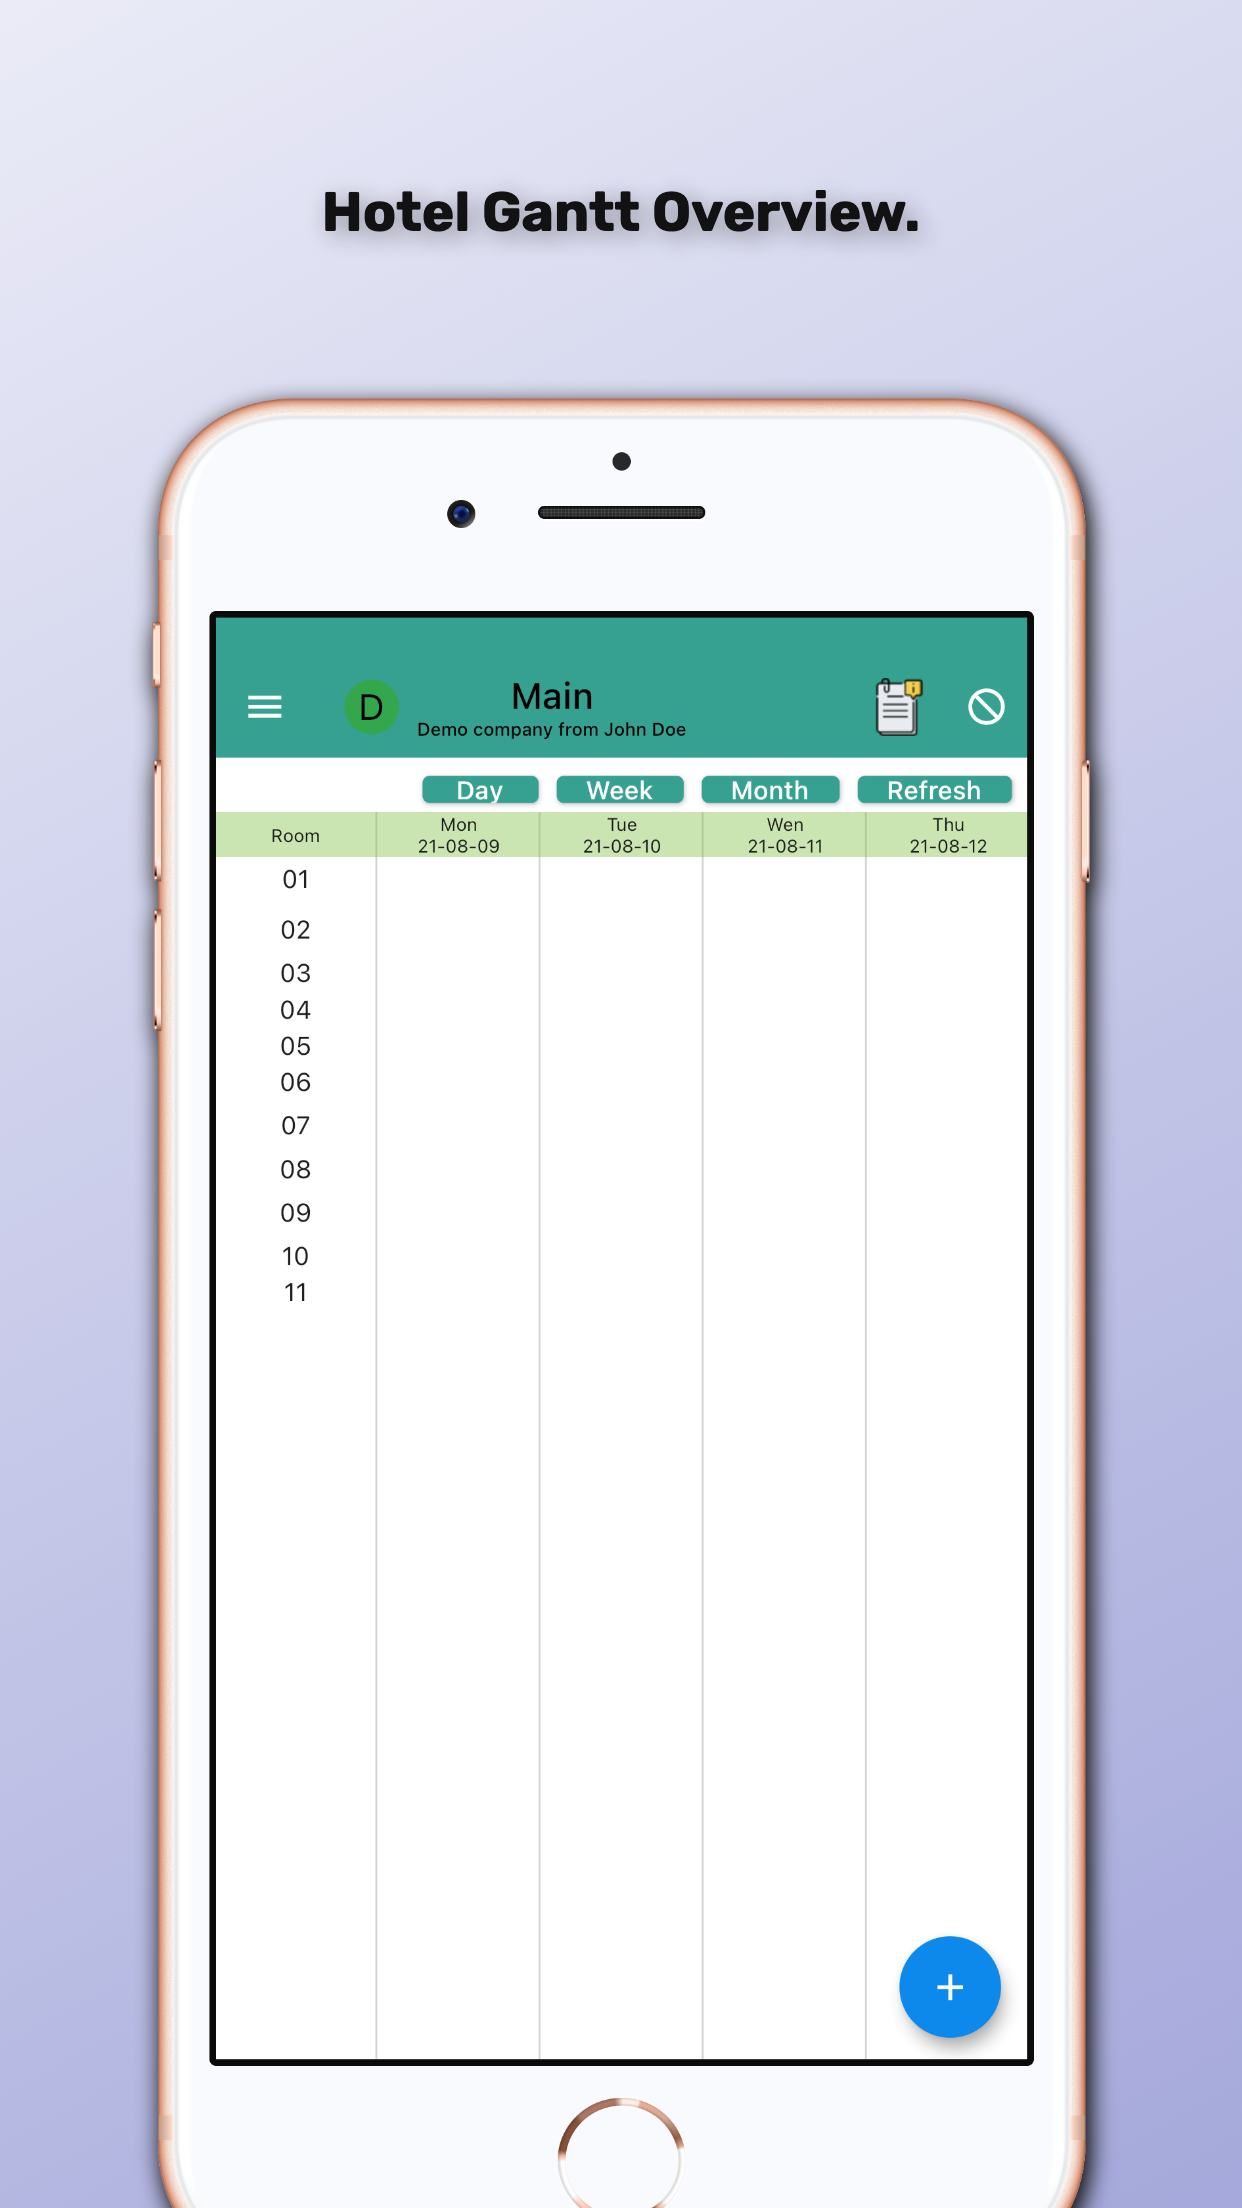 Hotel Gantt Overview.
D
Main
Demo company from John Doe
Day Week Month Refresh
Room Mon Tue Wen Thu
21-08-09 21-08-10 21-08-11 21-08-12
01
02
03
04
05
06
07
08
09
10
11
+